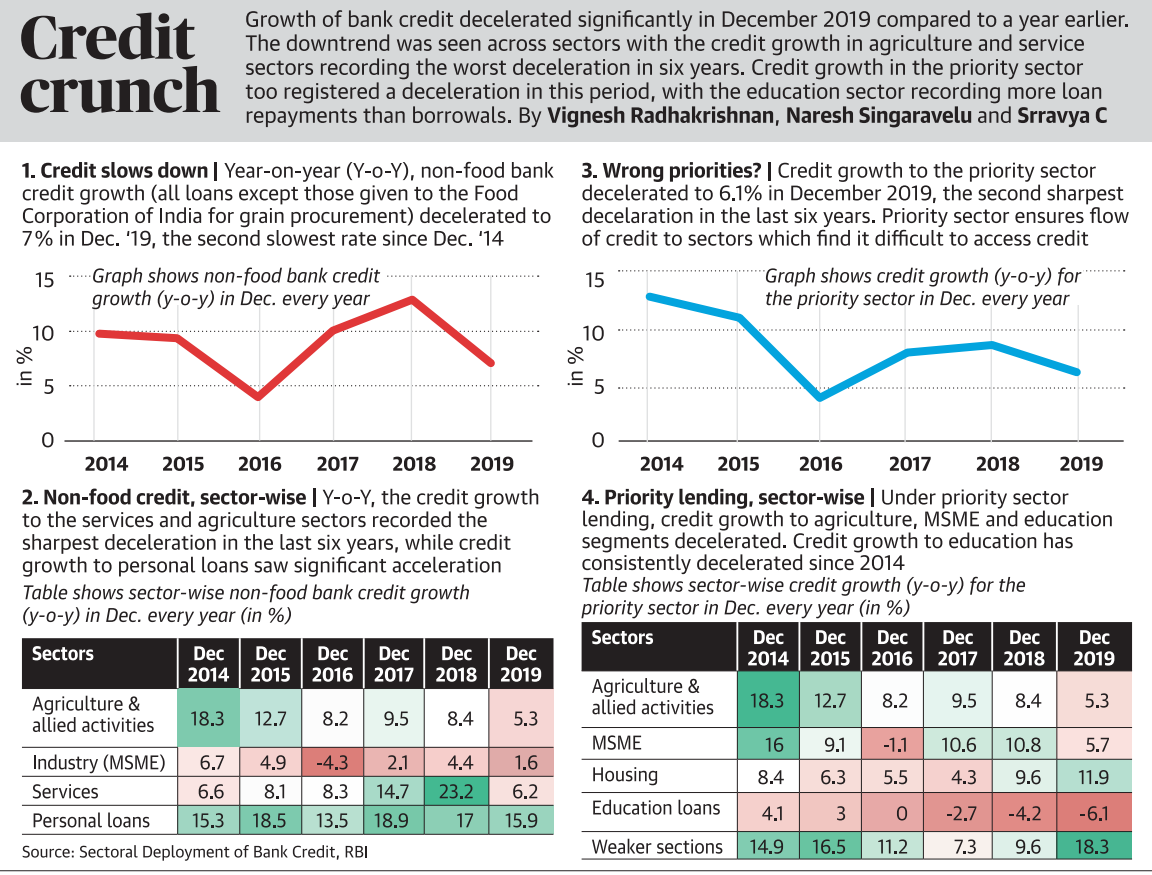 Credit
crunch
Growth of bank credit decelerated significantly in December 2019 compared to a year earlier.
The downtrend was seen across sectors with the credit growth in agriculture and service
sectors recording the worst deceleration in six years. Credit growth in the priority sector
too registered a deceleration in this period, with the education sector recording more loan
repayments than borrowals. By Vignesh Radhakrishnan, Naresh Singaravelu and Srravya C
1. Credit slows down | Year-on-year (Y-o-Y), non-food bank
credit growth (all loans except those given to the Food
Corporation of India for grain procurement) decelerated to
7% in Dec. ‘19, the second slowest rate since Dec. ‘14
Graph shows non-food bank credit
growth (y-o-y) in Dec. every year
15
10
5
0
in %
2014 2015 2016 2017 2018 2019
2. Non-food credit, sector-wise | Y-o-Y, the credit growth
to the services and agriculture sectors recorded the
sharpest deceleration in the last six years, while credit
growth to personal loans saw significant acceleration
Table shows sector-wise non-food bank credit growth
(y-o-y) in Dec. every year (in %)
Sectors Dec 2014 Dec 2015 Dec 2016 Dec 2017 Dec 2018 Dec 2019
Agriculture &
allied activities 18.3 12.7 8.2 9.5 8.4 5.3
Industry (MSME) 6.7 4.9 -4.3 2.1 4.4 1.6
Services 6.6 8.1 8.3 14.7 23.2 6.2
Personal loans 15.3 18.5 13.5 18.9 17 15.9
Source: Sectoral Deployment of Bank Credit, RBI
3. Wrong priorities? | Credit growth to the priority sector
decelerated to 6.1% in December 2019, the second sharpest
decelaration in the last six years. Priority sector ensures flow
of credit to sectors which find it difficult to access credit
Graph shows credit growth (y-o-y) for
the priority sector in Dec. every year
15
10
5
0
in %
2014 2015 2016 2017 2018 2019
4. Priority lending, sector-wise | Under priority sector
lending, credit growth to agriculture, MSME and education
segments decelerated. Credit growth to education has
consistently decelerated since 2014
Table shows sector-wise credit growth (y-o-y) for the
priority sector in Dec. every year (in %)
Sectors Dec 2014 Dec 2015 Dec 2016 Dec 2017 Dec 2018 Dec 2019
Agriculture &
allied activities 18.3 12.7 8.2 9.5 8.4 5.3
MSME 16 9.1 -1.1 10.6 10.8 5.7
Housing 8.4 6.3 5.5 4.3 9.6 11.9
Education loans 4.1 3 0 -2.7 -4.2 -6.1
Weaker sections 14.9 16.5 11.2 7.3 9.6 18.3